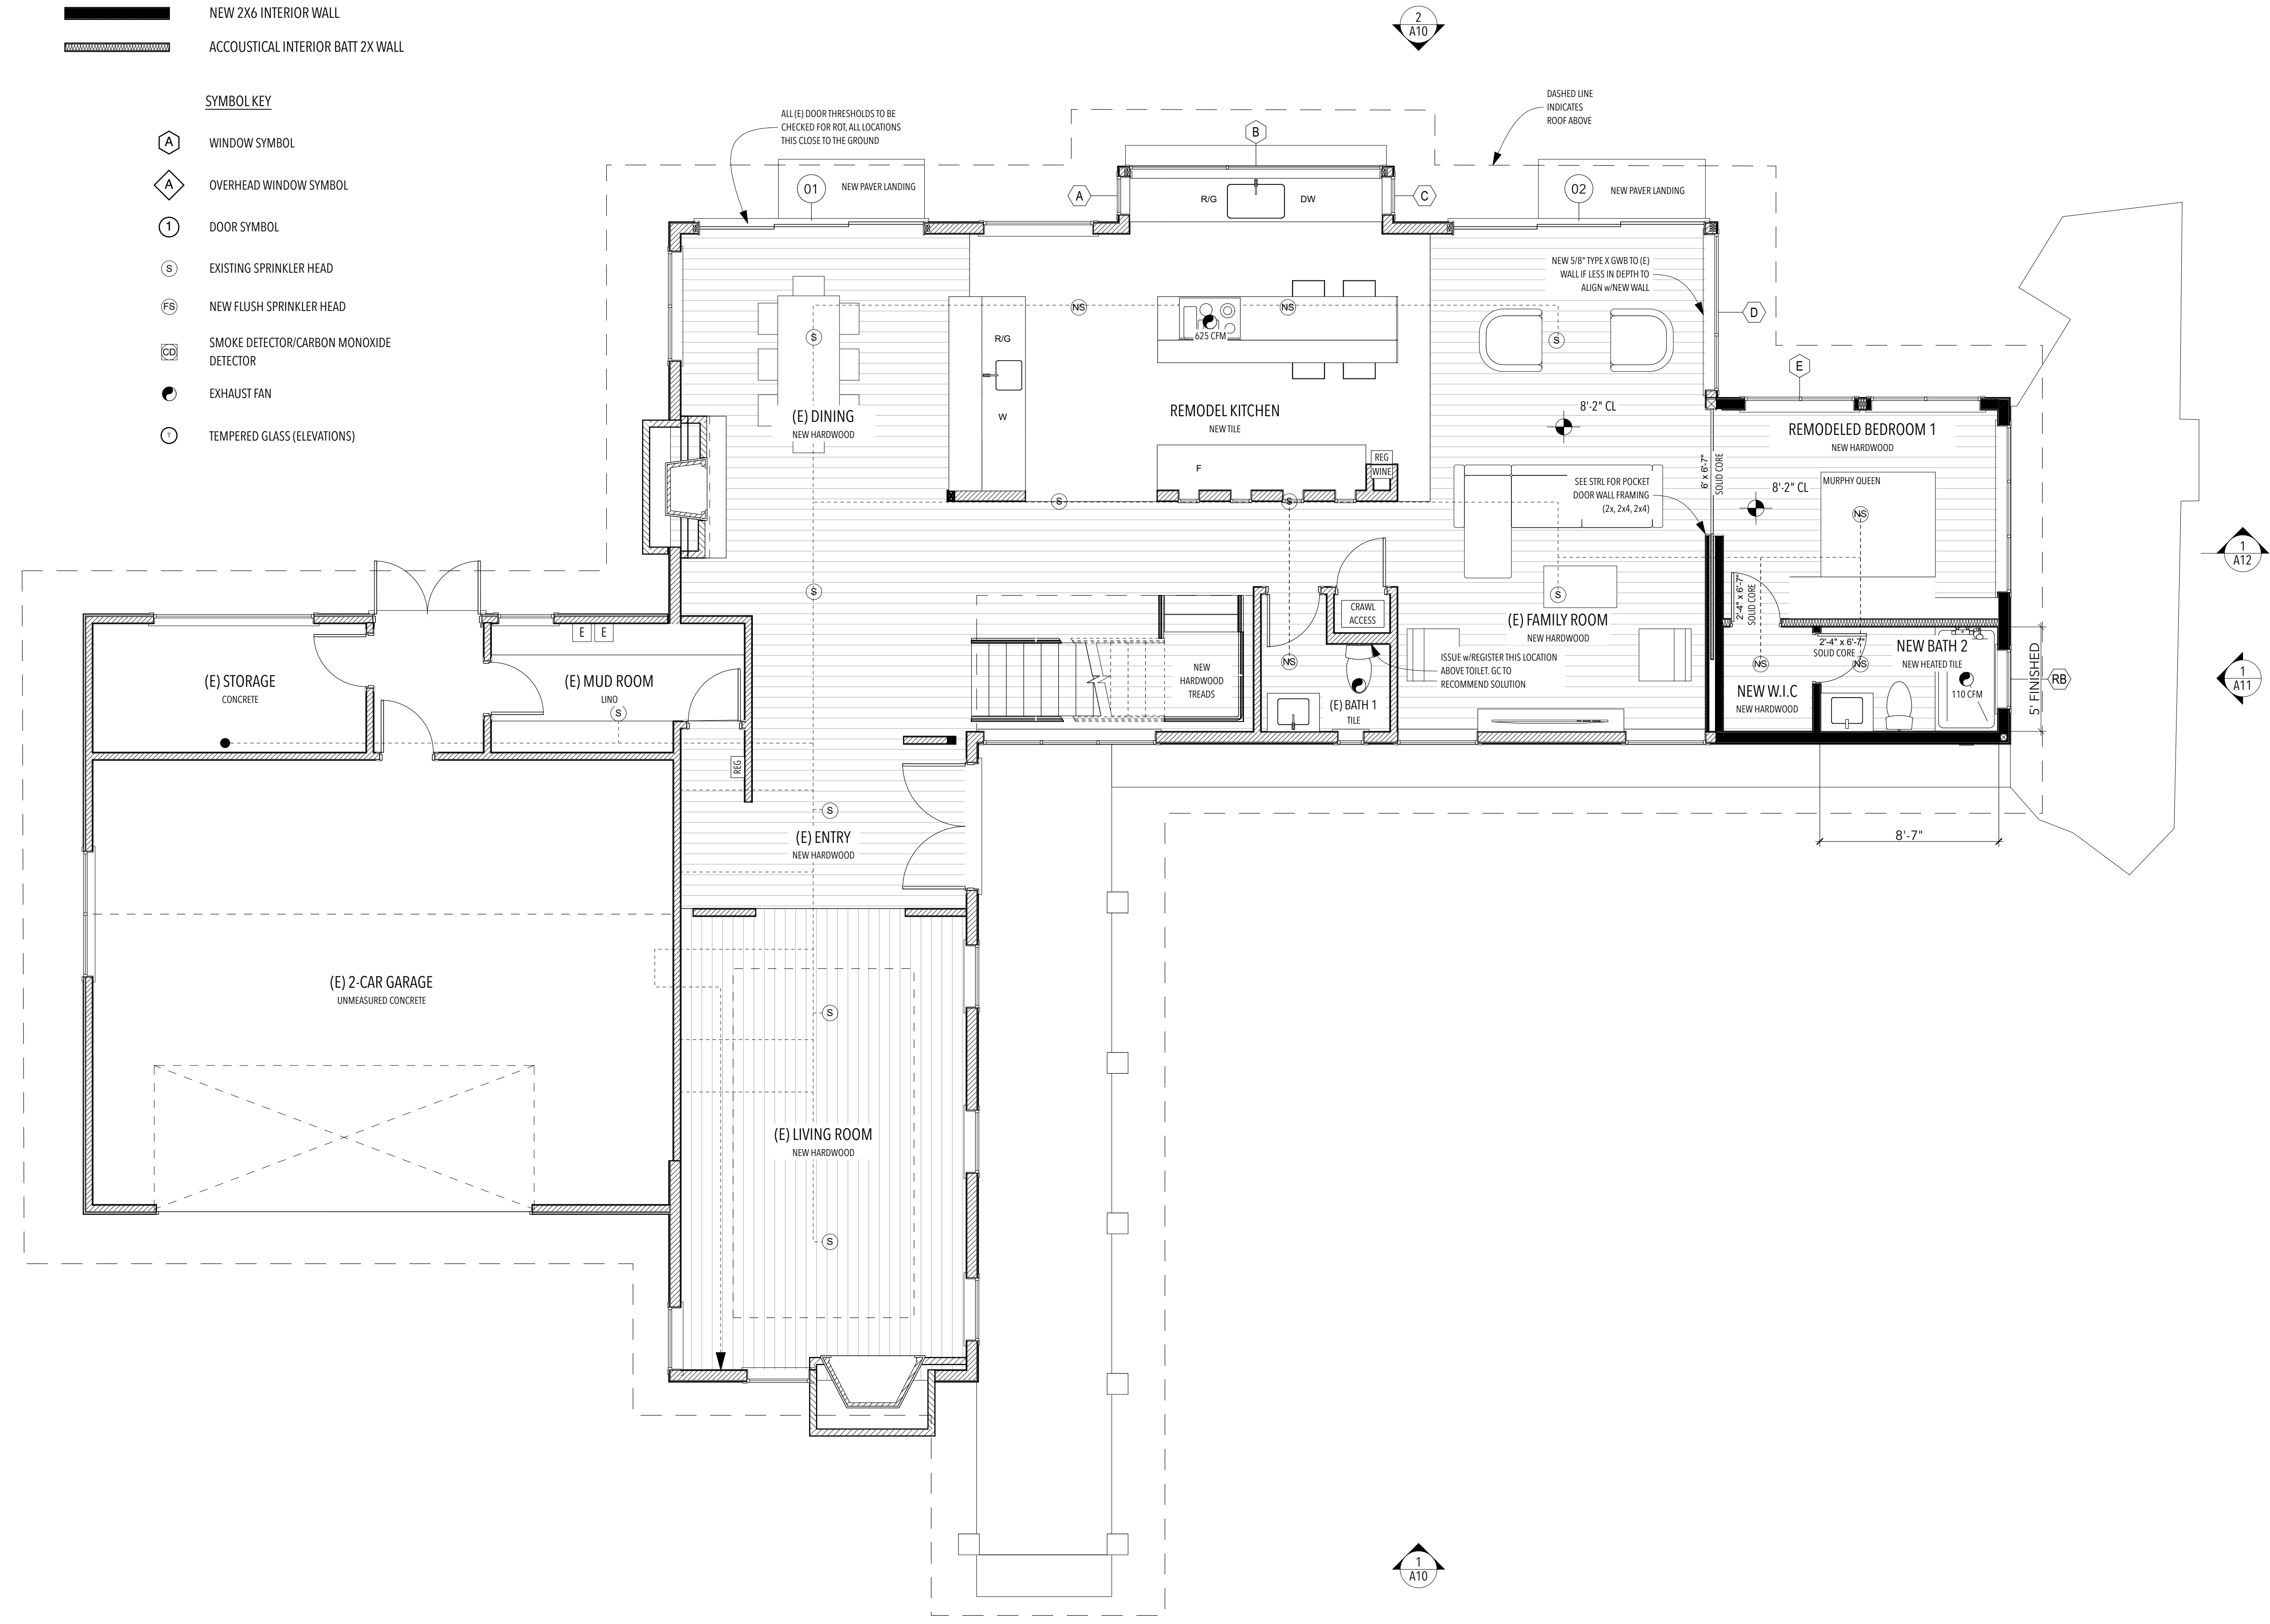 NEW 2X6 INTERIOR WALL
ACCOUSTICAL INTERIOR BATT 2X WALL
SYMBOL KEY
A
WINDOW SYMBOL
A
OVERHEAD WINDOW SYMBOL
1
DOOR SYMBOL
S
EXISTING SPRINKLER HEAD
FS
NEW FLUSH SPRINKLER HEAD
CD
SMOKE DETECTOR/CARBON MONOXIDE
DETECTOR
EXHAUST FAN
T
TEMPERED GLASS (ELEVATIONS)
2
A10
ALL (E) DOOR THRESHOLDS TO BE
CHECKED FOR ROT, ALL LOCATIONS
THIS CLOSE TO THE GROUND
DASHED LINE
INDICATES
ROOF ABOVE
01
NEW PAVER LANDING
A
B
C
R/G
DW
02
NEW PAVER LANDING
NEW 5/8" TYPE X GWB TO (E)
WALL IF LESS IN DEPTH TO
ALIGN w/NEW WALL
D
E
S
NS
NS
S
625 CFM
R/G
W
(E) DINING
NEW HARDWOOD
REMODEL KITCHEN
NEW TILE
F
REG
WINE
8'-2" CL
REMODELED BEDROOM 1
NEW HARDWOOD
6' x 6'-7"
SOLID CORE
8'-2" CL
MURPHY QUEEN
NS
SEE STRL FOR POCKET
DOOR WALL FRAMING
(2x, 2x4, 2x4)
S
S
1
A12
S
S
CRAWL
ACCESS
(E) FAMILY ROOM
NEW HARDWOOD
2'-4" x 6'-7"
SOLID CORE
E
E
(E) STORAGE
CONCRETE
(E) MUD ROOM
LINO
S
NEW
HARDWOOD
TREADS
NS
ISSUE w/REGISTER THIS LOCATION
ABOVE TOILET. GC TO
RECOMMEND SOLUTION
(E) BATH 1
TILE
2'-4" x 6'-7"
SOLID CORE
NS
NS
NEW BATH 2
NEW HEATED TILE
NEW W.I.C
NEW HARDWOOD
110 CFM
5' FINISHED
RB
1
A11
REG
S
(E) ENTRY
NEW HARDWOOD
8'-7"
(E) 2-CAR GARAGE
UNMEASURED CONCRETE
S
(E) LIVING ROOM
NEW HARDWOOD
S
1
A10